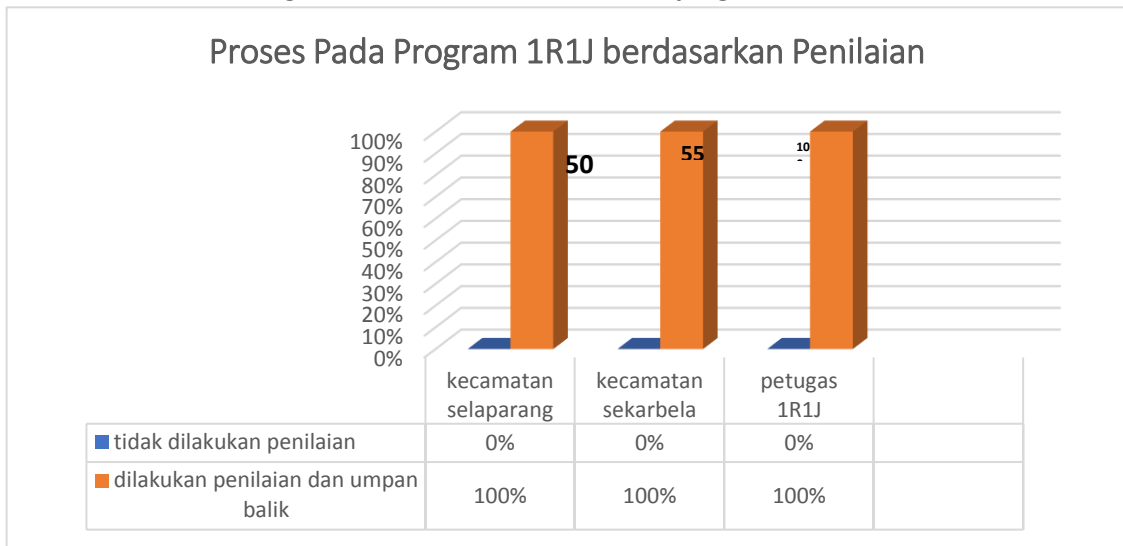 Proses Pada Program 1R1J berdasarkan Penilaian
100%
90%
80%
70%
60%
50%
40%
30%
20%
10%
0%
50
55
10
kecamatan selaparang
kecamatan sekarbela
petugas 1R1J
tidak dilakukan penilaian 0% 0% 0%
dilakukan penilaian dan umpan balik 100% 100% 100%